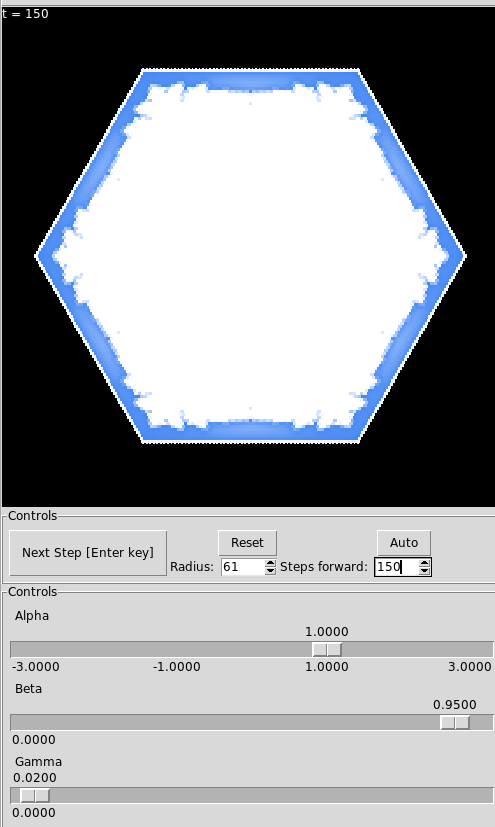 t = 150
Controls
Next Step [Enter key]
Reset
Auto
Radius: 61
Steps forward: 150
Controls
Alpha
1.0000
-3.0000 -1.0000 1.0000 3.0000
Beta
0.9500
0.0000
Gamma
0.0200
0.0000